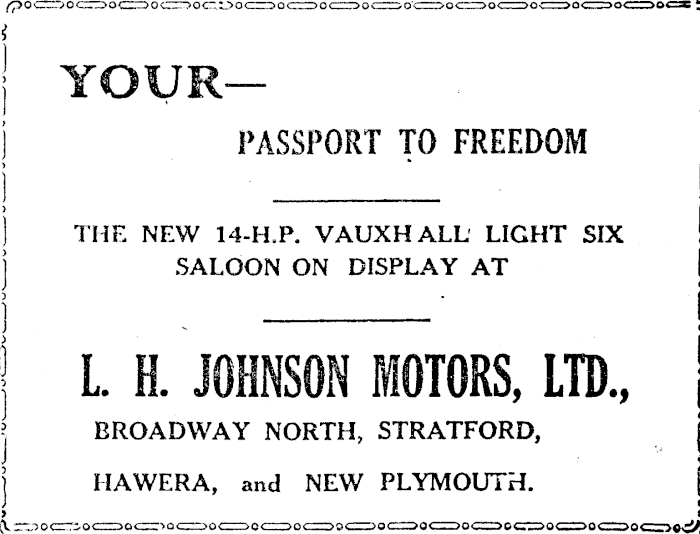 YOUR—
PASSPORT TO FREEDOM
THE NEW 14-H.P. VAUXHALL LIGHT SIX
SALOON ON DISPLAY AT
L. H. JOHNSON MOTORS, LTD.,
BROADWAY NORTH, STRATFORD,
HAWERA, and NEW PLYMOUTH.